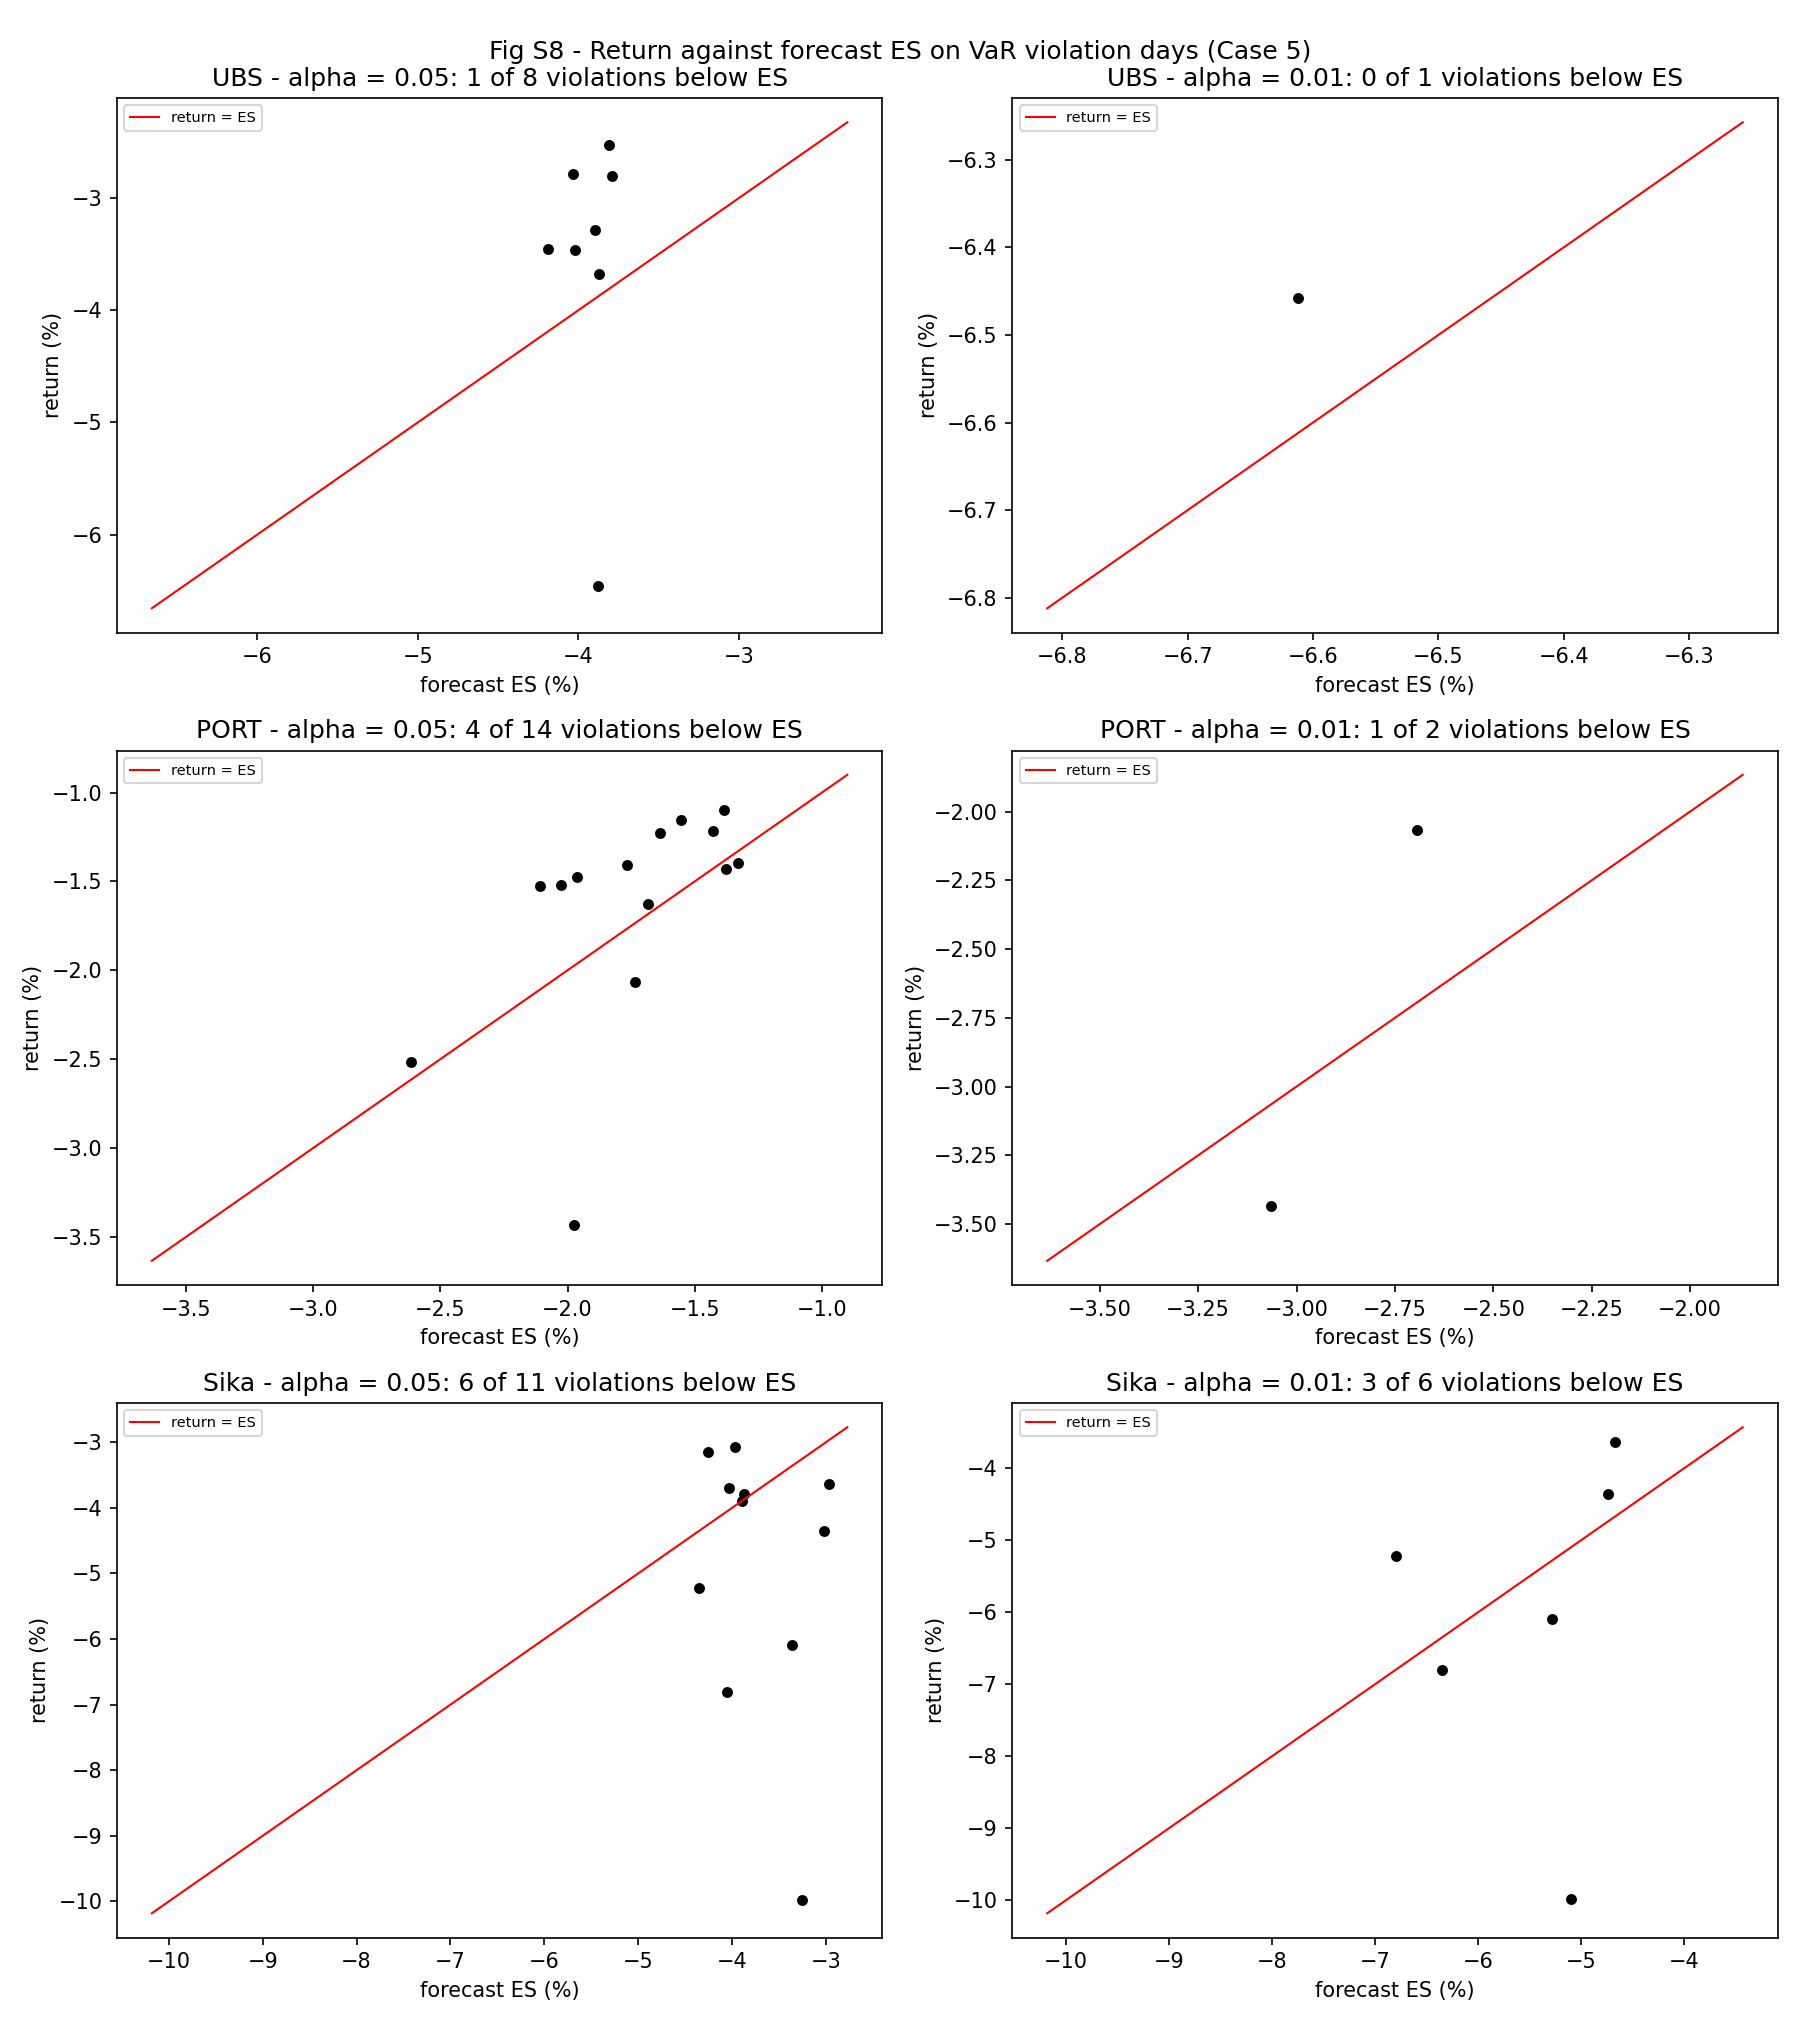 Fig S8 - Return against forecast ES on VaR violation days (Case 5)
UBS - alpha = 0.05: 1 of 8 violations below ES
return = ES
−3
−4
−5
−6
return (%)
−6 −5 −4 −3
forecast ES (%)
UBS - alpha = 0.01: 0 of 1 violations below ES
return = ES
−6.3
−6.4
−6.5
−6.6
−6.7
−6.8
return (%)
−6.8 −6.7 −6.6 −6.5 −6.4 −6.3
forecast ES (%)
PORT - alpha = 0.05: 4 of 14 violations below ES
return = ES
−1.0
−1.5
−2.0
−2.5
−3.0
−3.5
return (%)
−3.5 −3.0 −2.5 −2.0 −1.5 −1.0
forecast ES (%)
PORT - alpha = 0.01: 1 of 2 violations below ES
return = ES
−2.00
−2.25
−2.50
−2.75
−3.00
−3.25
−3.50
return (%)
−3.50 −3.25 −3.00 −2.75 −2.50 −2.25 −2.00
forecast ES (%)
Sika - alpha = 0.05: 6 of 11 violations below ES
return = ES
−3
−4
−5
−6
−7
−8
−9
−10
return (%)
−10 −9 −8 −7 −6 −5 −4 −3
forecast ES (%)
Sika - alpha = 0.01: 3 of 6 violations below ES
return = ES
−4
−5
−6
−7
−8
−9
−10
return (%)
−10 −9 −8 −7 −6 −5 −4
forecast ES (%)